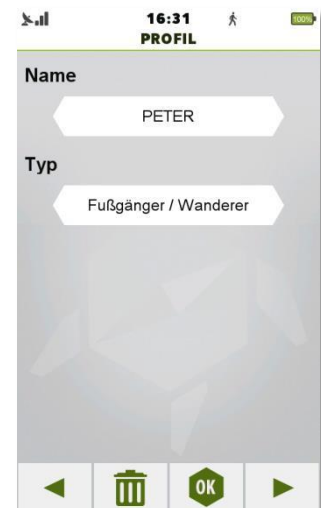 16:31
100%
PROFIL
Name
PETER
Typ
Fußgänger / Wanderer
OK